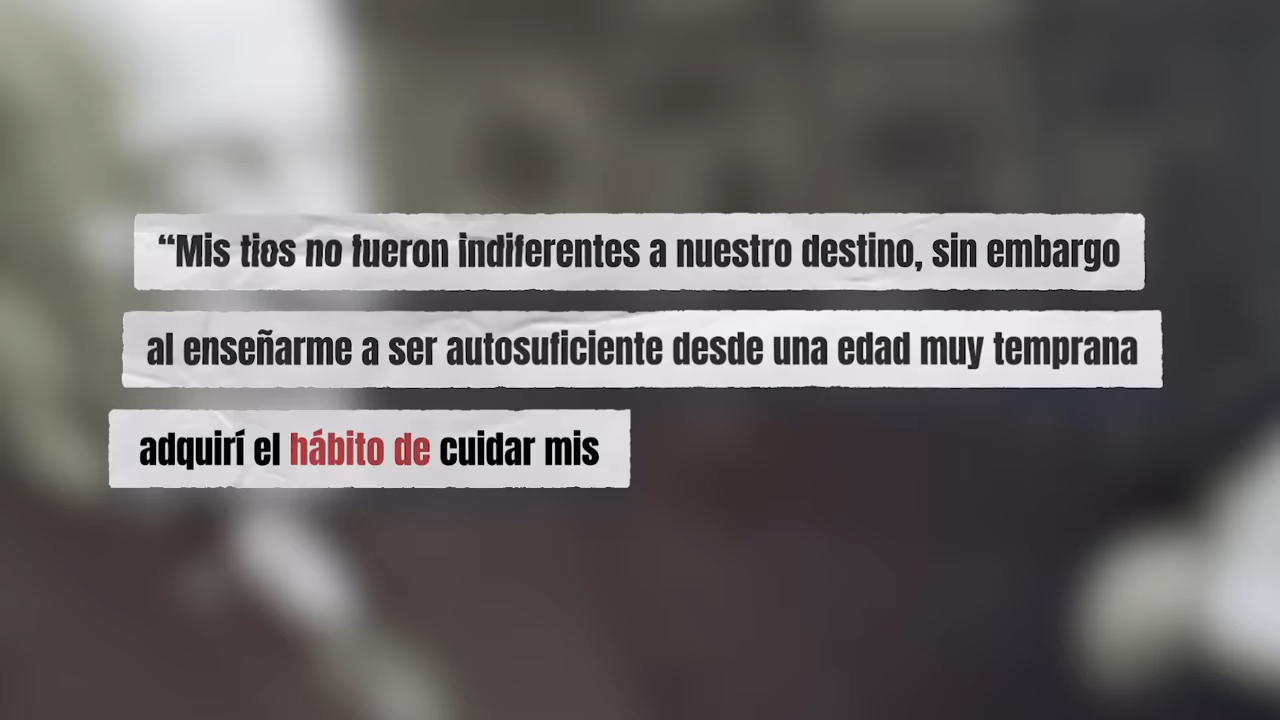 “Mis tios no fueron indiferentes a nuestro destino, sin embargo
al enseñarme a ser autosuficiente desde una edad muy temprana
adquirí el hábito de cuidar mis